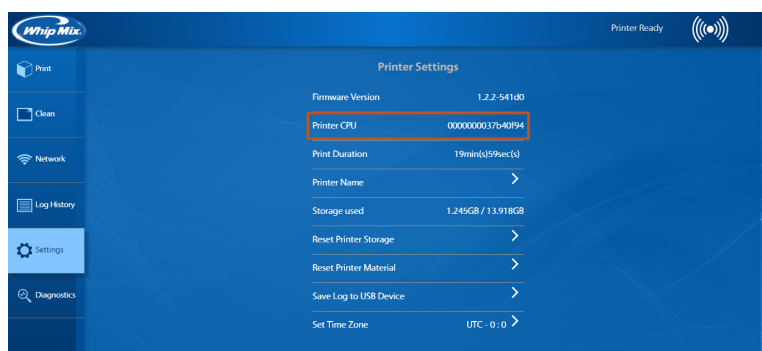 Whip Mix.
Printer Ready
Print
Clean
Network
Log History
Settings
Diagnostics
Printer Settings
Firmware Version 1.2.2-541d0
Printer CPU 0000000037b40f94
Print Duration 19min(s)59sec(s)
Printer Name
Storage used 1.245GB / 13.918GB
Reset Printer Storage
Reset Printer Material
Save Log to USB Device
Set Time Zone UTC - 0 : 0